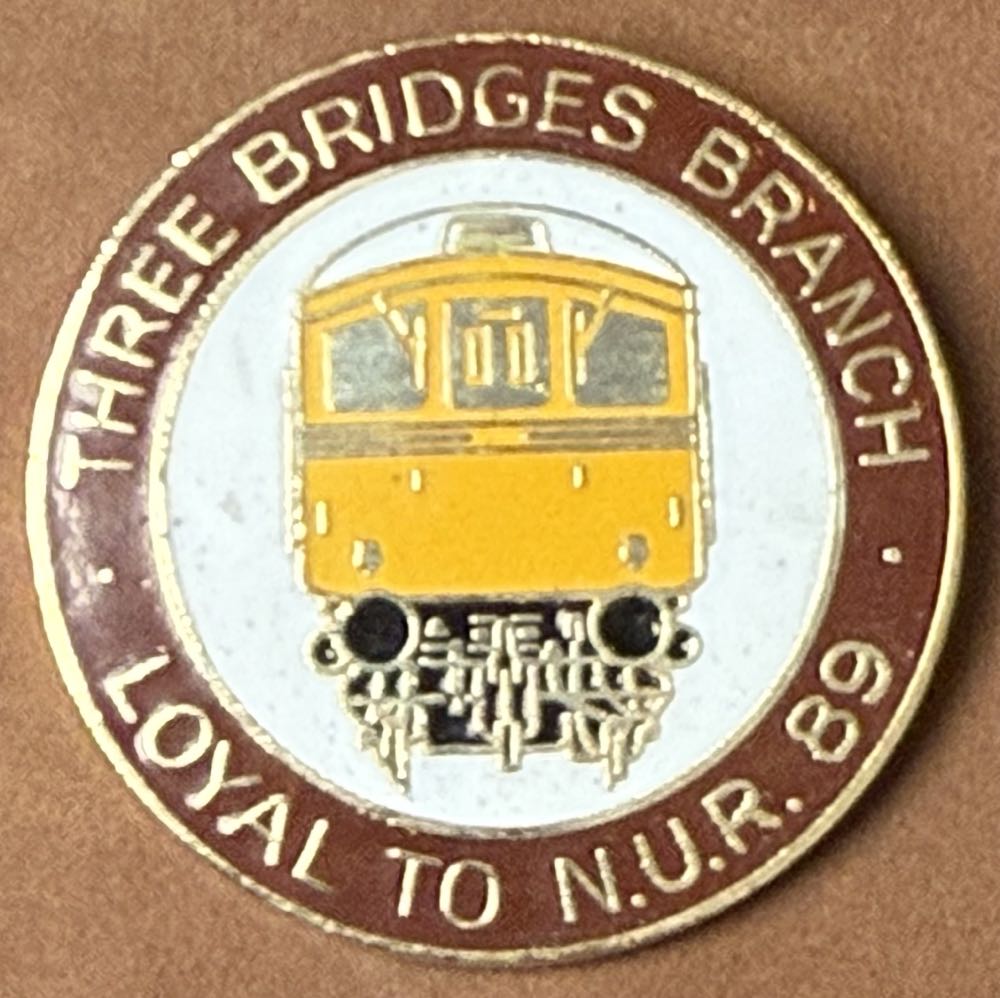 THREE BRIDGES BRANCH
LOYAL TO N.U.R. 89